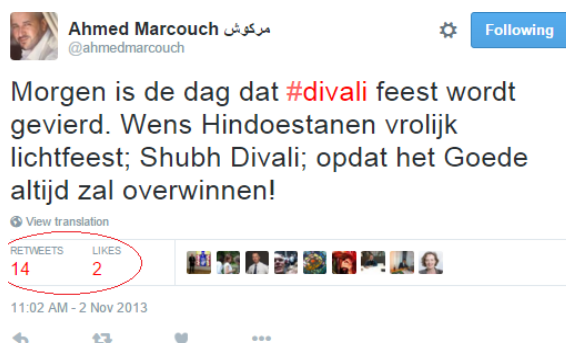 Ahmed Marcouch مركوش
@ahmedmarcouch
Following
Morgen is de dag dat #divali feest wordt
gevierd. Wens Hindoestanen vrolijk
lichtfeest; Shubh Divali; opdat het Goede
altijd zal overwinnen!
View translation
RETWEETS LIKES
14 2
11:02 AM - 2 Nov 2013